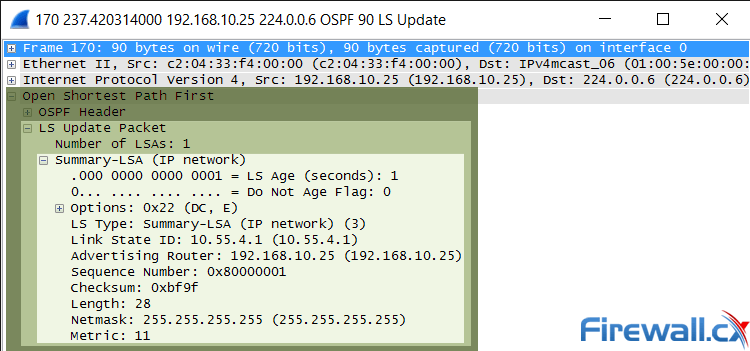 170 237.420314000 192.168.10.25 224.0.0.6 OSPF 90 LS Update
Frame 170: 90 bytes on wire (720 bits), 90 bytes captured (720 bits) on interface 0
Ethernet II, Src: c2:04:33:f4:00:00 (c2:04:33:f4:00:00), Dst: IPv4mcast_06 (01:00:5e:00:00:
Internet Protocol Version 4, Src: 192.168.10.25 (192.168.10.25), Dst: 224.0.0.6 (224.0.0.6)
Open Shortest Path First
OSPF Header
LS Update Packet
Number of LSAs: 1
Summary-LSA (IP network)
.000 0000 0000 0001 = LS Age (seconds): 1
0... .... .... .... = Do Not Age Flag: 0
Options: 0x22 (DC, E)
LS Type: Summary-LSA (IP network) (3)
Link State ID: 10.55.4.1 (10.55.4.1)
Advertising Router: 192.168.10.25 (192.168.10.25)
Sequence Number: 0x80000001
Checksum: 0xbf9f
Length: 28
Netmask: 255.255.255.255 (255.255.255.255)
Metric: 11
Firewall.cx